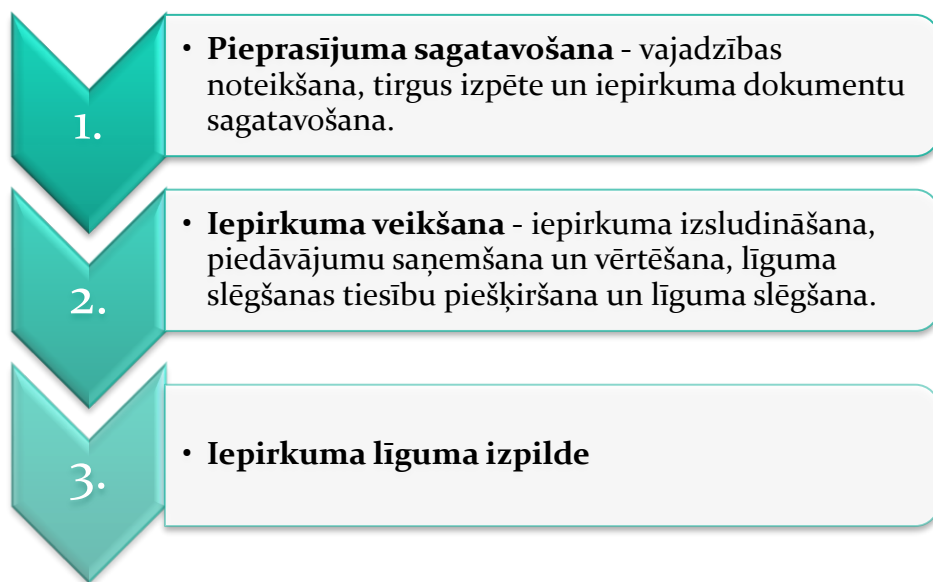 1.
• Pieprasījuma sagatavošana - vajadzības
noteikšana, tirgus izpēte un iepirkuma dokumentu
sagatavošana.
2.
• Iepirkuma veikšana - iepirkuma izsludināšana,
piedāvājumu saņemšana un vērtēšana, līguma
slēgšanas tiesību piešķiršana un līguma slēgšana.
3.
• Iepirkuma līguma izpilde